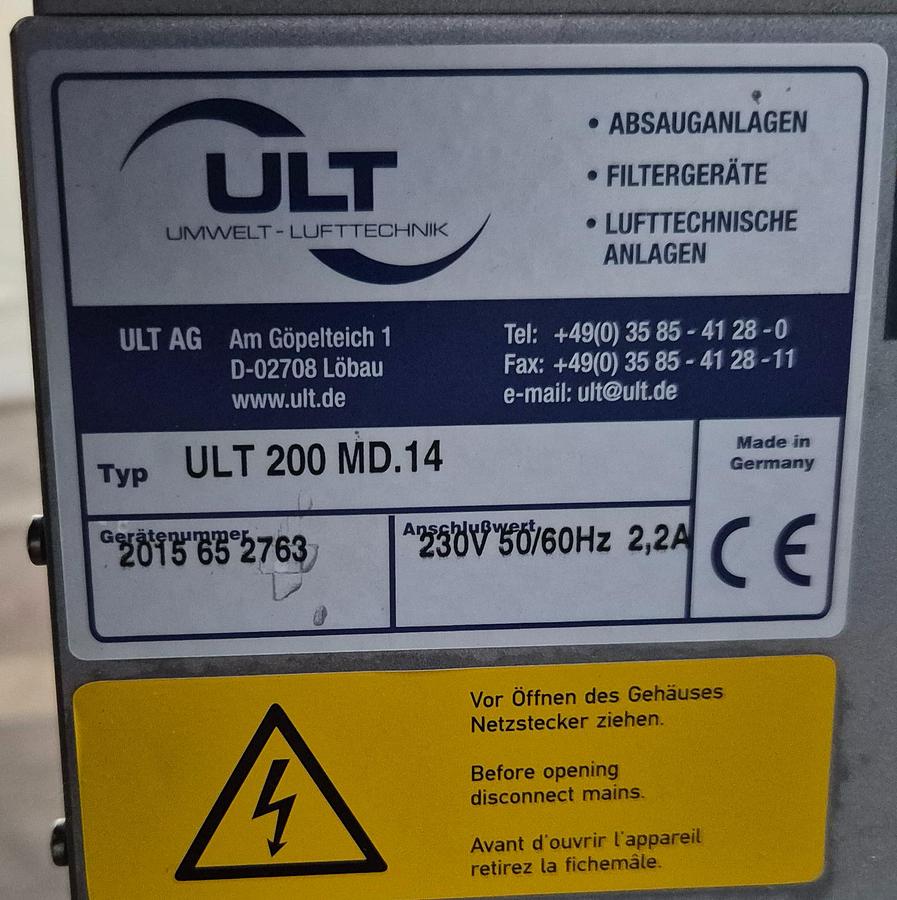 ULT
UMWELT - LUFTTECHNIK
• ABSAUGANLAGEN
• FILTERGERÄTE
• LUFTTECHNISCHE
ANLAGEN
ULT AG Am Göpelteich 1
D-02708 Löbau
www.ult.de
Tel: +49(0) 35 85 - 41 28 - 0
Fax: +49(0) 35 85 - 41 28 - 11
e-mail: ult@ult.de
Typ ULT 200 MD.14
Made in
Germany
Gerätenummer
2015 65 2763
Anschlußwert
230V 50/60Hz 2,2A
CE
Vor Öffnen des Gehäuses
Netzstecker ziehen.
Before opening
disconnect mains.
Avant d'ouvrir l'appareil
retirez la fichemâle.